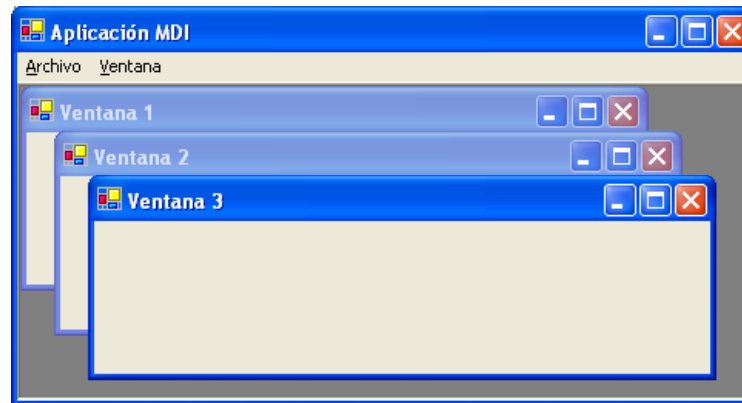 Aplicación MDI
Archivo Ventana
Ventana 1
Ventana 2
Ventana 3